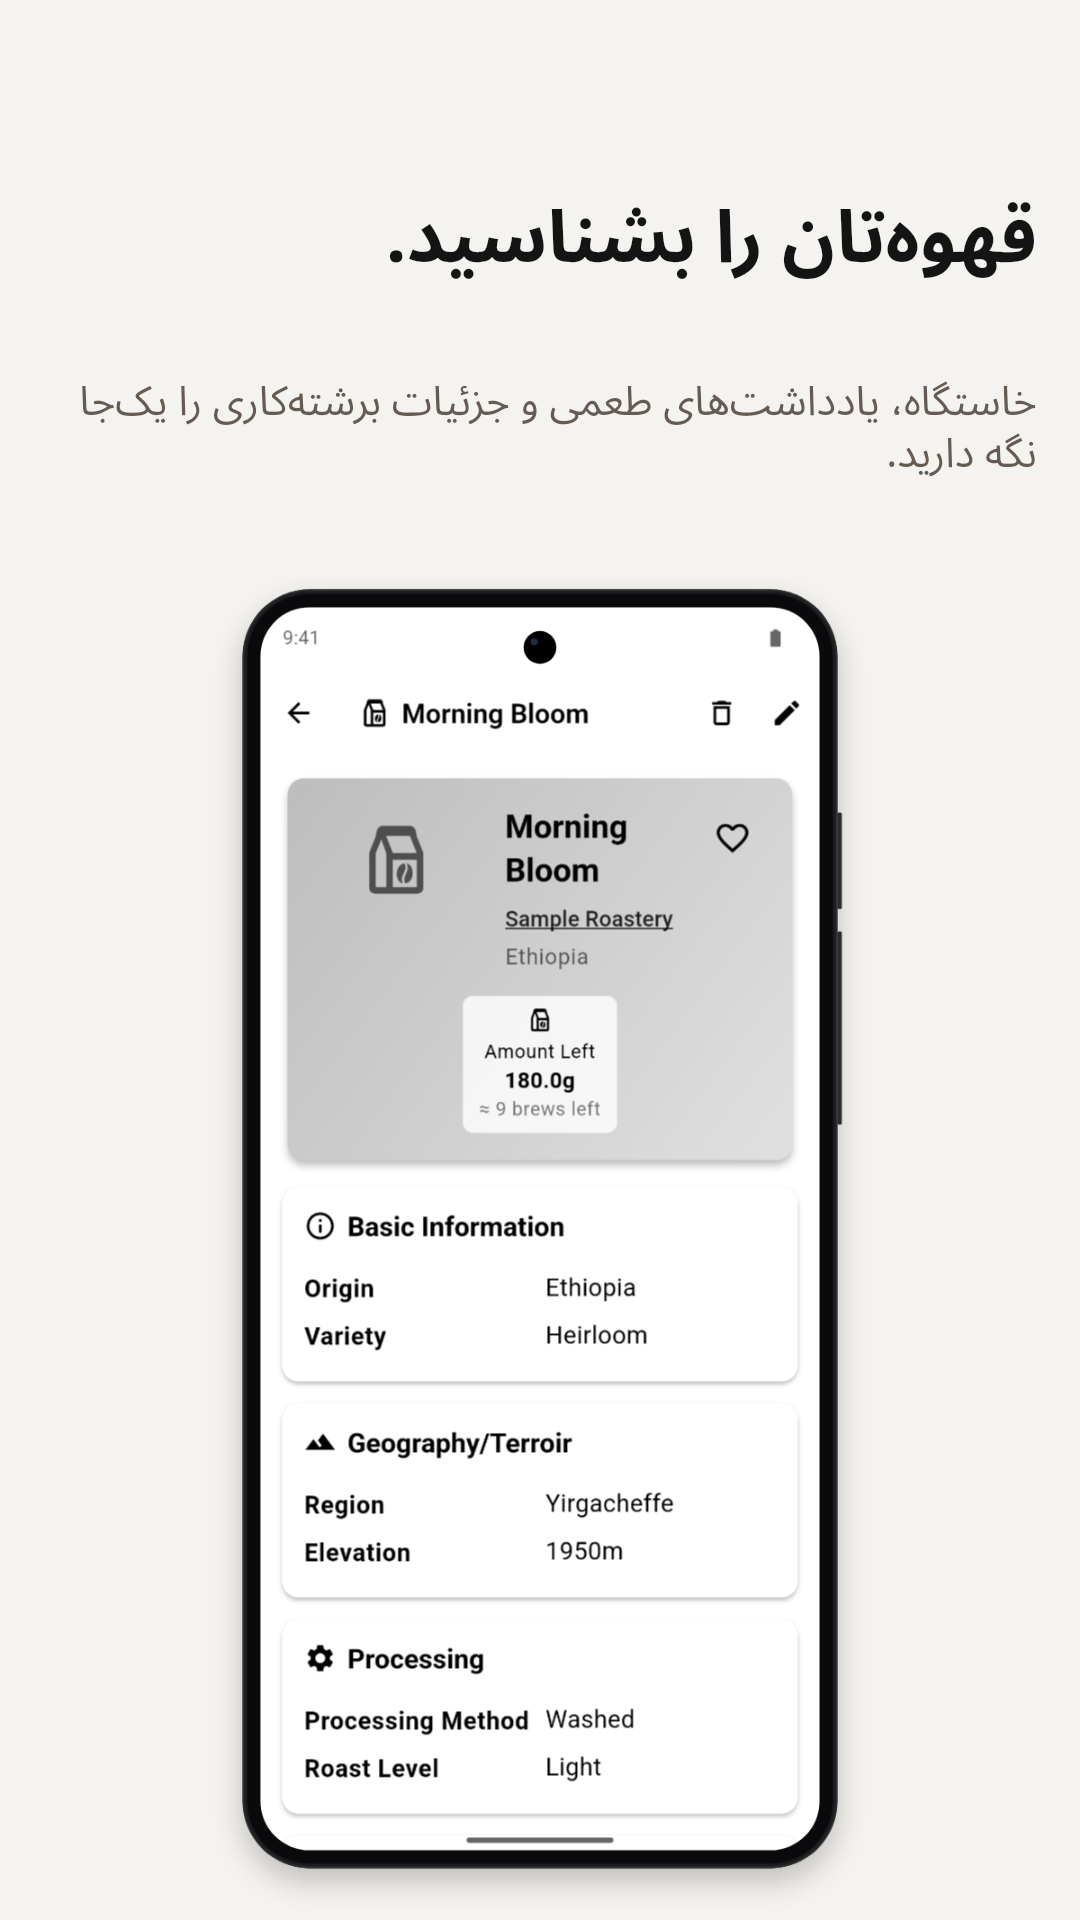 قهوه‌تان را بشناسید.
خاستگاه، یادداشت‌های طعمی و جزئیات برشته‌کاری را یک‌جا
نگه دارید.
9:41
Morning Bloom
Morning
Bloom
Sample Roastery
Ethiopia
Amount Left
180.0g
≈ 9 brews left
Basic Information
Origin Ethiopia
Variety Heirloom
Geography/Terroir
Region Yirgacheffe
Elevation 1950m
Processing
Processing Method Washed
Roast Level Light